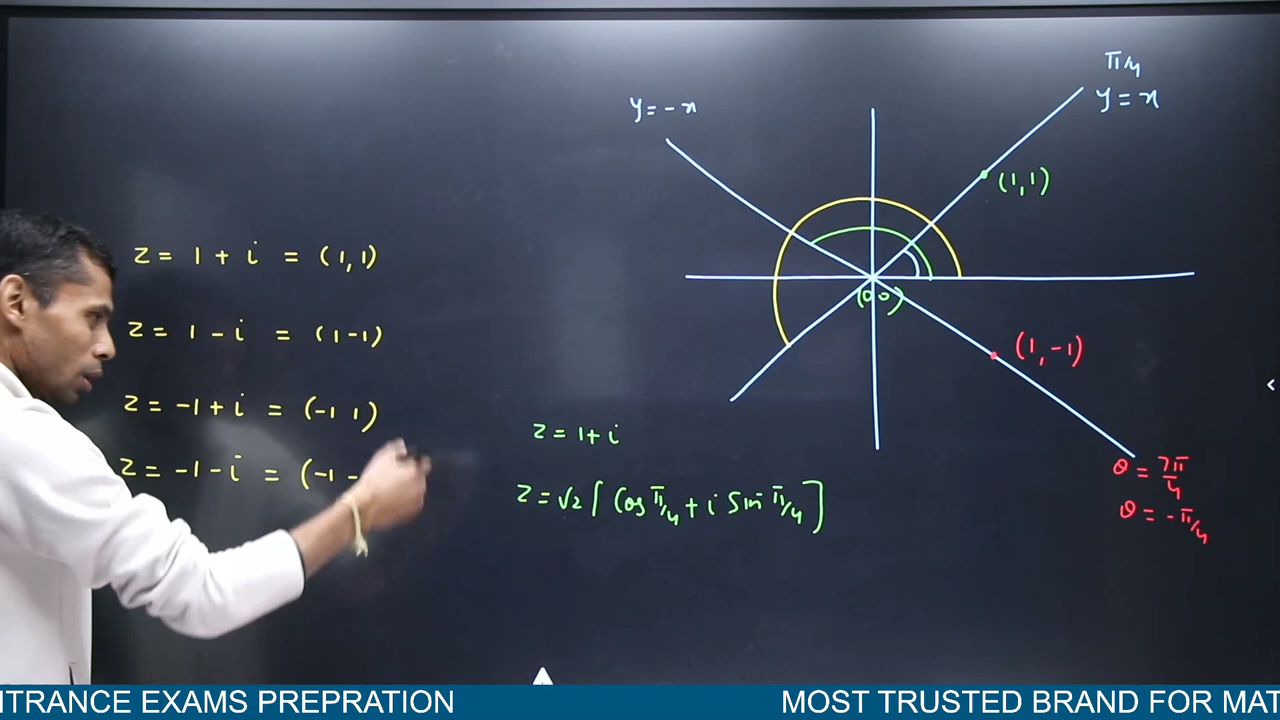 z = 1 + i = (1, 1)
z = 1 - i = (1 -1)
z = -1 + i = (-1 1)
z = -1 - i = (-1 -
y = -x
π/4
y = x
(1, 1)
(0,0)
(1, -1)
θ = 7π/4
θ = -π/4
z = 1 + i
z = √2 [ Cos π/4 + i Sin π/4 ]
NTRANCE EXAMS PREPRATION
MOST TRUSTED BRAND FOR MAT